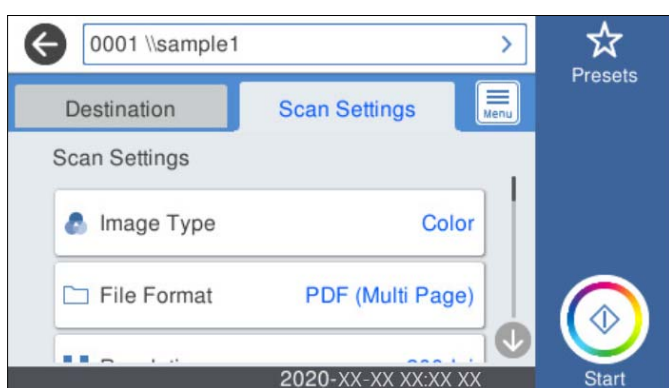 0001 \\sample1
Presets
Destination
Scan Settings
Menu
Scan Settings
Image Type
Color
File Format
PDF (Multi Page)
2020-XX-XX XX:XX XX
Start